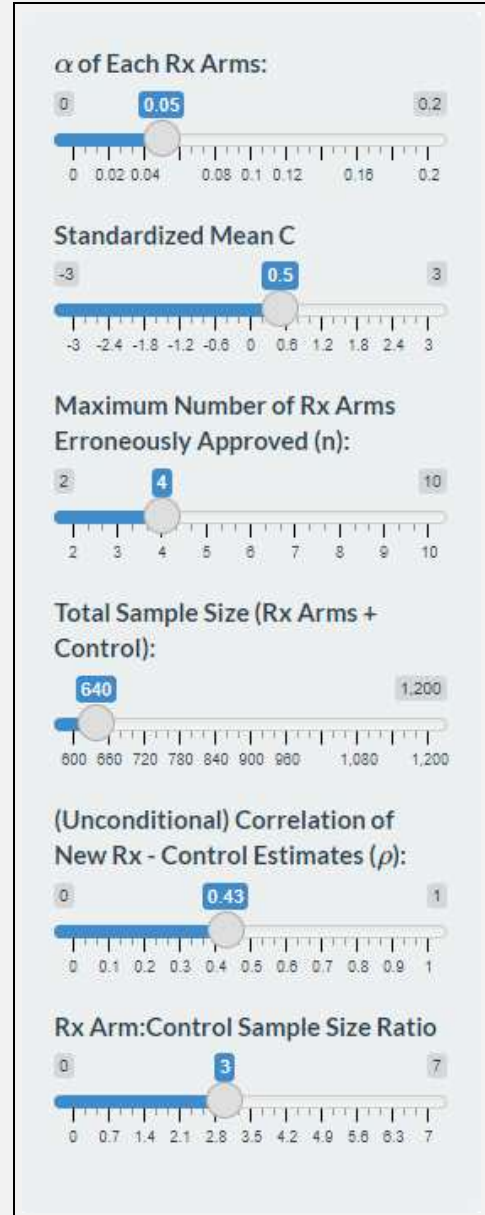 α of Each Rx Arms:
0 0.05 0.2
0 0.02 0.04 0.08 0.1 0.12 0.16 0.2
Standardized Mean C
-3 0.5 3
-3 -2.4 -1.8 -1.2 -0.6 0 0.6 1.2 1.8 2.4 3
Maximum Number of Rx Arms
Erroneously Approved (n):
2 4 10
2 3 4 5 6 7 8 9 10
Total Sample Size (Rx Arms +
Control):
640 1,200
600 660 720 780 840 900 960 1,080 1,200
(Unconditional) Correlation of
New Rx - Control Estimates (ρ):
0 0.43 1
0 0.1 0.2 0.3 0.4 0.5 0.6 0.7 0.8 0.9 1
Rx Arm:Control Sample Size Ratio
0 3 7
0 0.7 1.4 2.1 2.8 3.5 4.2 4.9 5.6 6.3 7